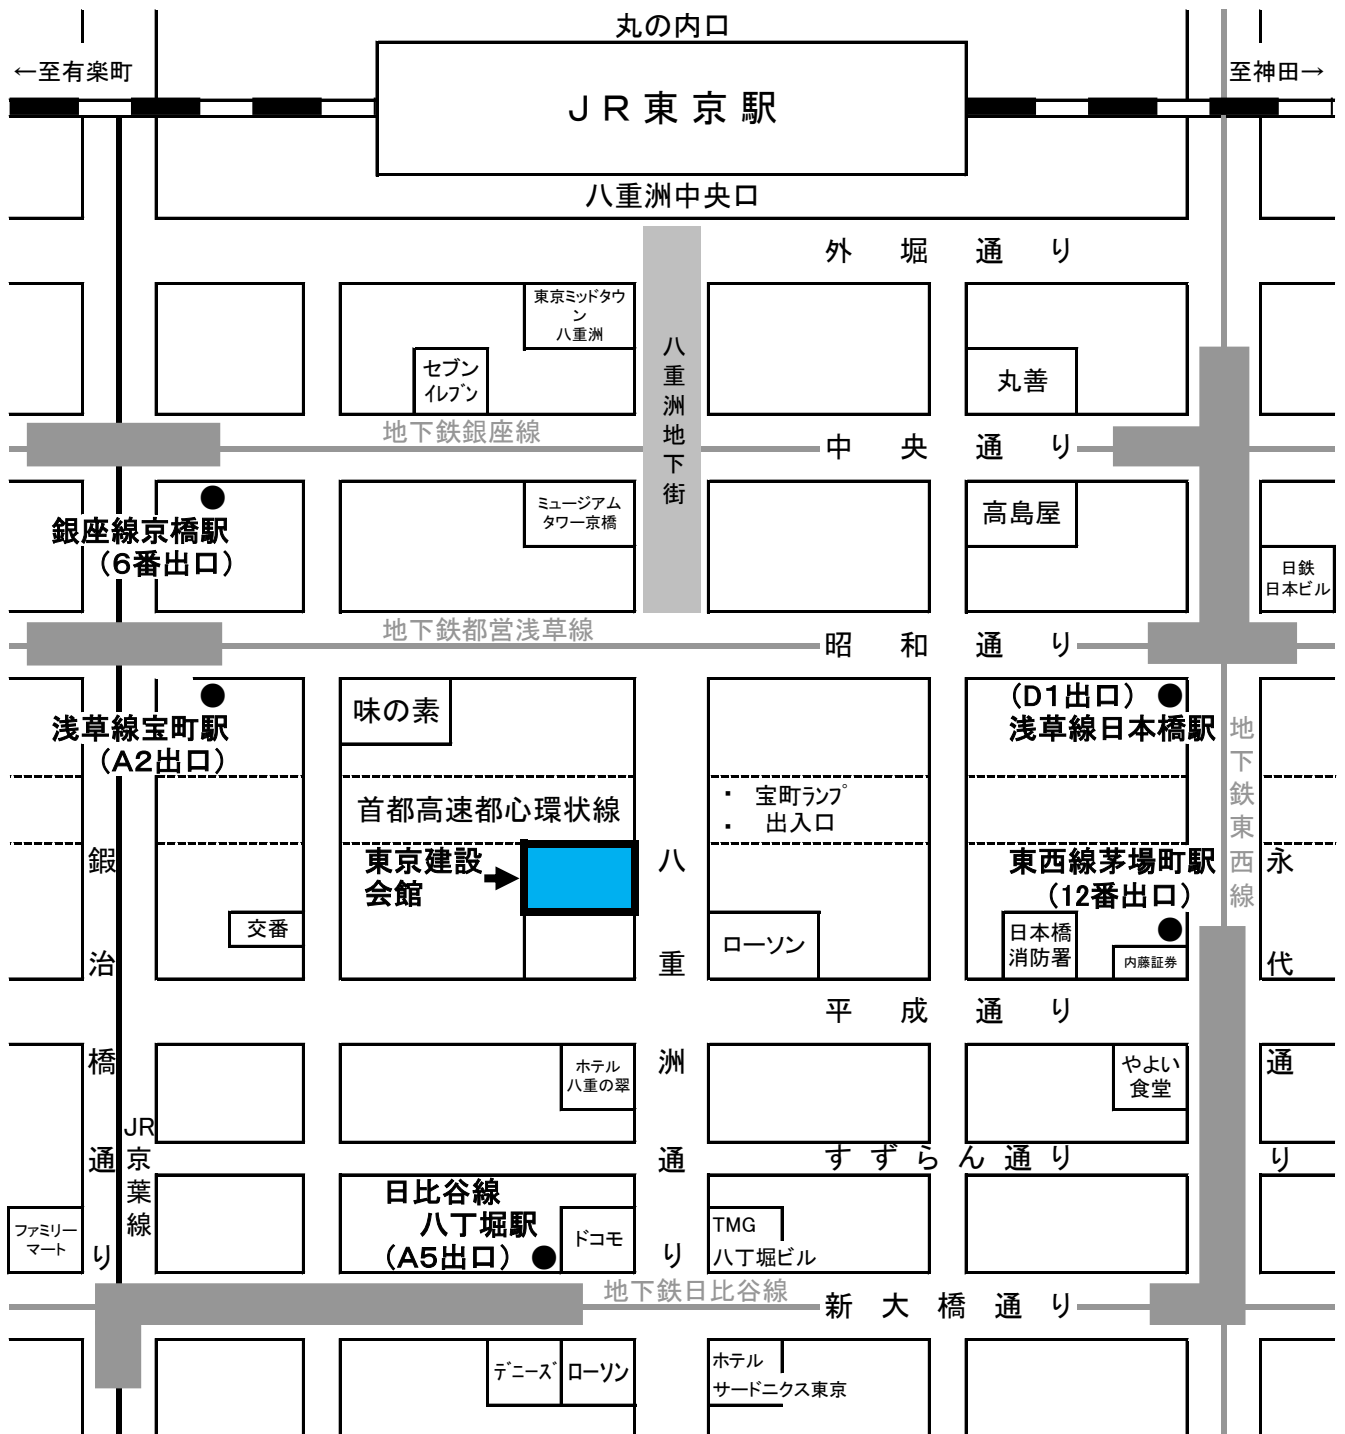 丸の内口
←至有楽町
至神田→
JR東京駅
八重洲中央口
外堀通り
東京ミッドタウ
ン
八重洲
セブン
イレブン
八重洲地下街
丸善
地下鉄銀座線
中央通り
銀座線京橋駅
（6番出口）
ミュージアム
タワー京橋
高島屋
日鉄
日本ビル
地下鉄都営浅草線
昭和通り
浅草線宝町駅
（A2出口）
味の素
（D1出口）
浅草線日本橋駅
地下鉄東西線
首都高速都心環状線
・ 宝町ランプ
・ 出入口
東京建設
会館
東西線茅場町駅
（12番出口）
交番
ローソン
日本橋
消防署
内藤証券
鍜治橋通り
八重洲通り
永代通り
平成通り
ホテル
八重の翠
やよい
食堂
JR京葉線
すずらん通り
日比谷線
八丁堀駅
（A5出口）
ドコモ
TMG
八丁堀ビル
ファミリー
マート
地下鉄日比谷線
新大橋通り
デニーズ
ローソン
ホテル
サードニクス東京